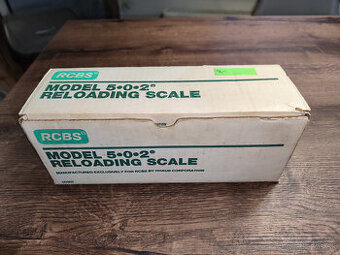 RCBS
MODEL 5•0•2®
RELOADING SCALE
RCBS
MODEL 5•0•2®
RELOADING SCALE
MANUFACTURED EXCLUSIVELY FOR RCBS BY OHAUS CORPORATION